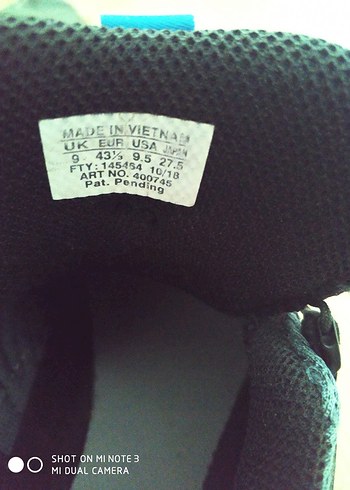 MADE IN VIETNAM
UK EUR USA JAPAN
9 43⅓ 9.5 27.5
FTY: 145464 10/18
ART NO. 400745
Pat. Pending
SHOT ON MI NOTE 3
MI DUAL CAMERA